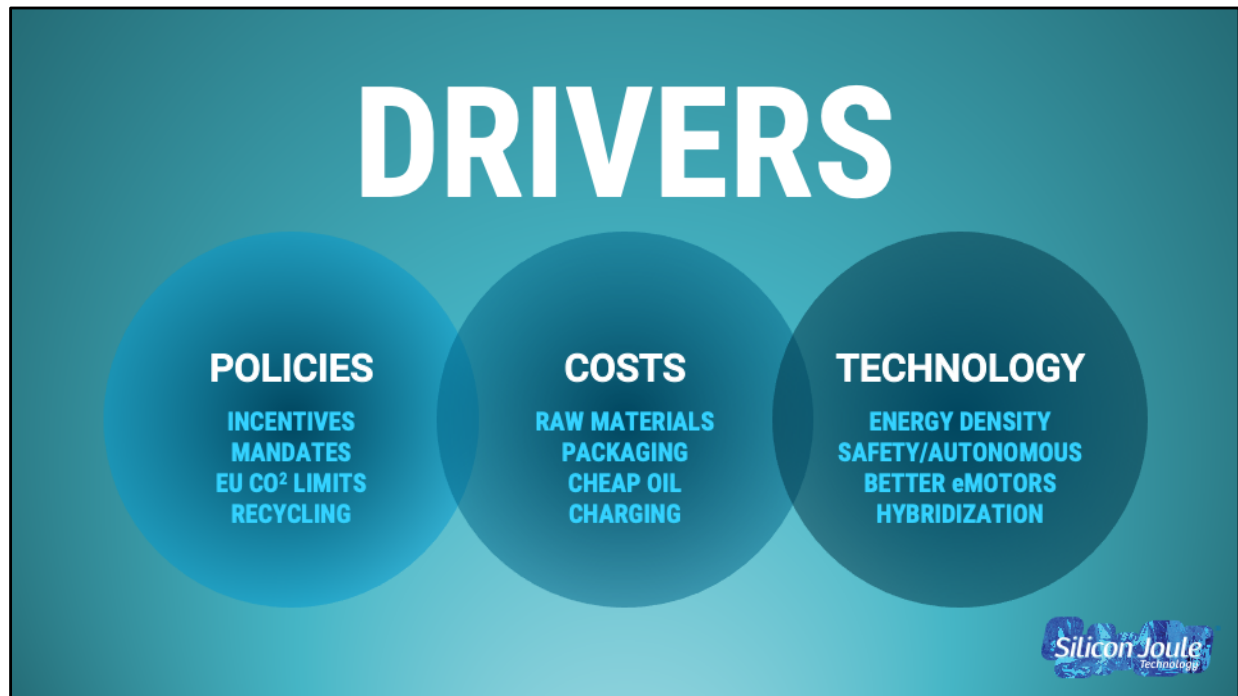 DRIVERS
POLICIES
INCENTIVES
MANDATES
EU CO² LIMITS
RECYCLING
COSTS
RAW MATERIALS
PACKAGING
CHEAP OIL
CHARGING
TECHNOLOGY
ENERGY DENSITY
SAFETY/AUTONOMOUS
BETTER eMOTORS
HYBRIDIZATION
Silicon Joule
Technology